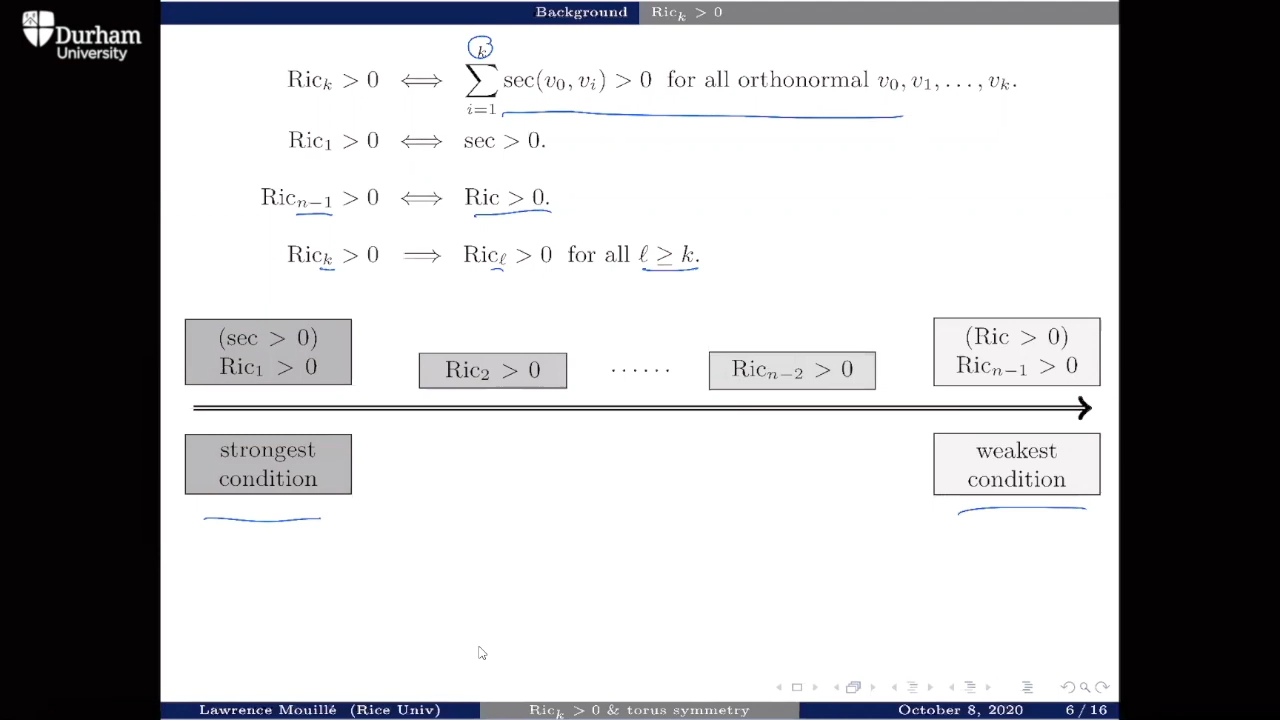 Durham
University
Background Ric_k > 0
Ric_k > 0 ⟺ ∑_{i=1}^{k} sec(v_0, v_i) > 0 for all orthonormal v_0, v_1, …, v_k.
Ric_1 > 0 ⟺ sec > 0.
Ric_{n−1} > 0 ⟺ Ric > 0.
Ric_k > 0 ⟹ Ric_ℓ > 0 for all ℓ ≥ k.
(sec > 0)
Ric_1 > 0
Ric_2 > 0
······
Ric_{n−2} > 0
(Ric > 0)
Ric_{n−1} > 0
strongest
condition
weakest
condition
Lawrence Mouillé (Rice Univ) Ric_k > 0 & torus symmetry October 8, 2020 6 / 16